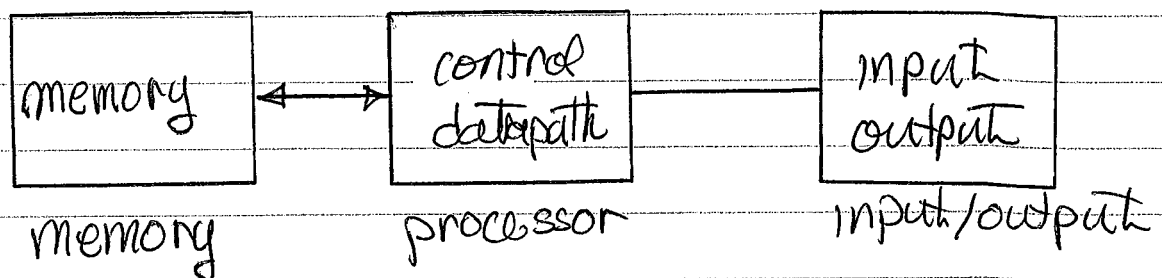 memory
control
datapath
input
output
memory
processor
input/output